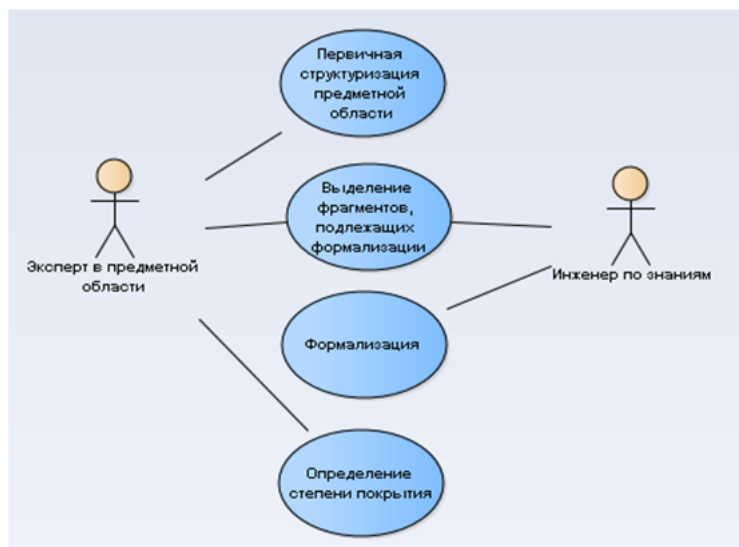 Первичная
структуризация
предметной
области
Выделение
фрагментов,
подлежащих
формализации
Эксперт в предметной
области
Инженер по знаниям
Формализация
Определение
степени покрытия